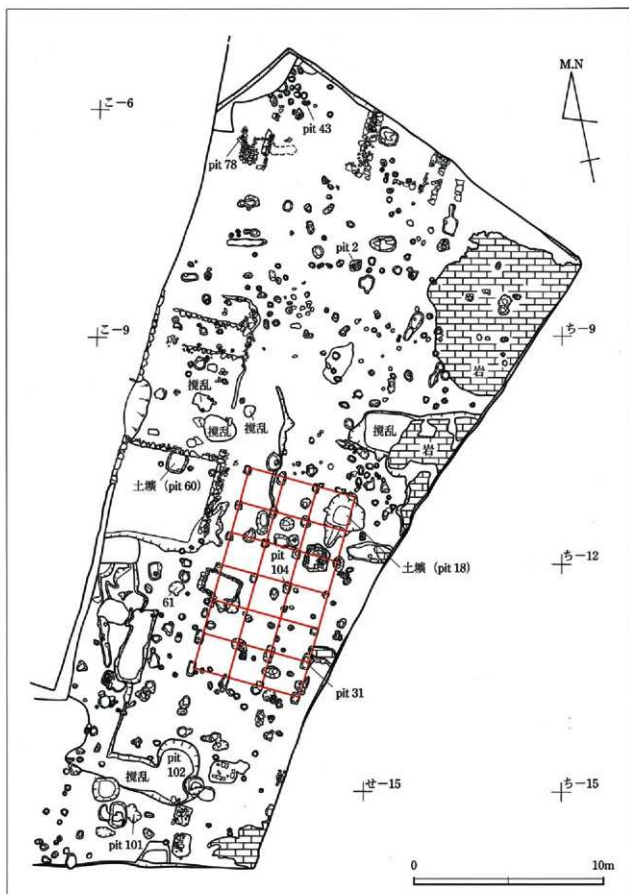 M.N
こ−6
pit 43
pit 78
pit 2
こ−9
ち−9
岩
攪乱
攪乱
攪乱
攪乱
岩
土壙 (pit 60)
pit 104
土壙 (pit 18)
ち−12
61
pit 31
pit 102
攪乱
せ−15
ち−15
pit 101
0 10m